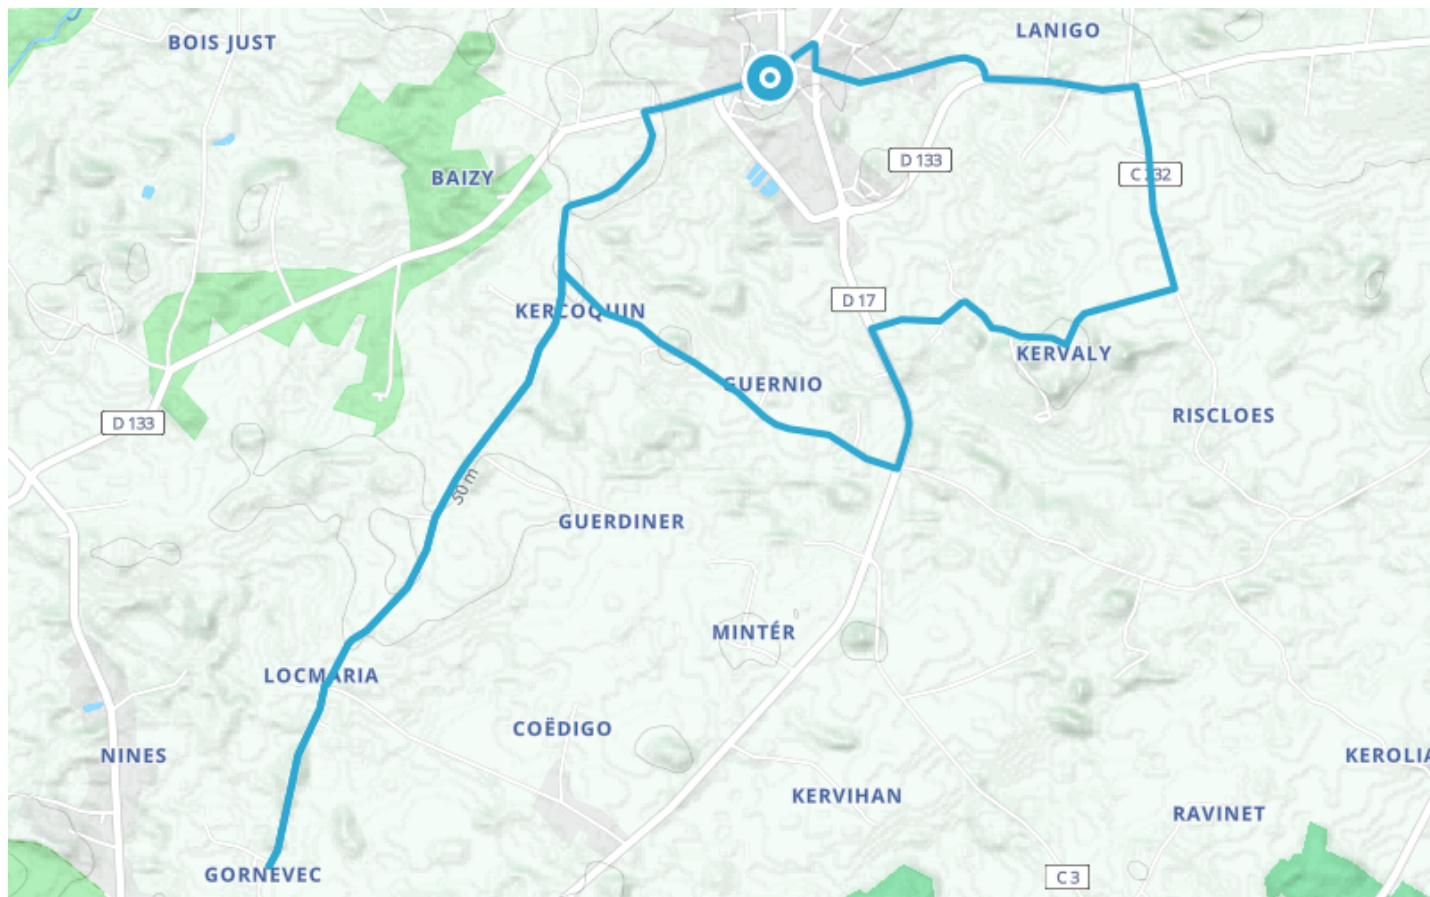 LANIGO
BOIS JUST
D 133
C 232
BAIZY
D 17
KERCOQUIN
KERVALY
GUERNIO
RISCLOES
D 133
50 m
GUERDINER
MINTÉR
LOCMARIA
COËDIGO
NINES
KEROLIA
KERVIHAN
RAVINET
GORNEVEC
C 3